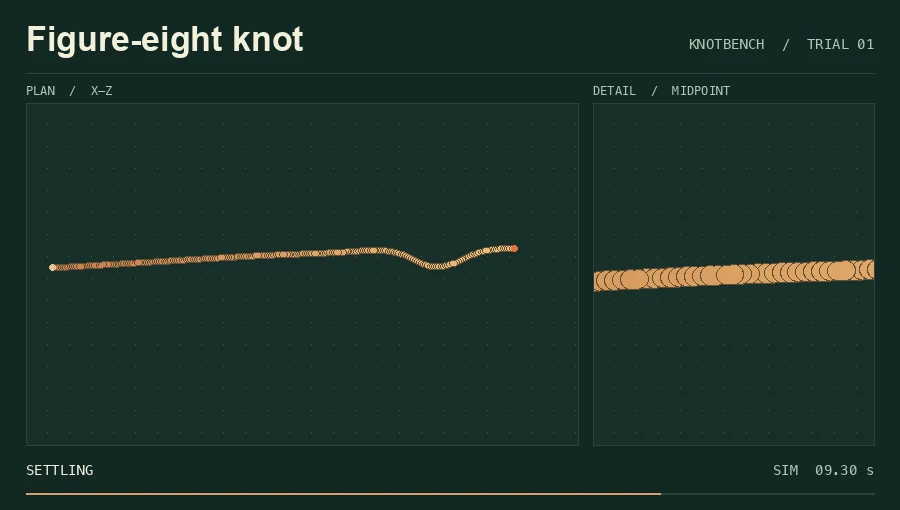 Figure-eight knot
KNOTBENCH / TRIAL 01
PLAN / X–Z
DETAIL / MIDPOINT
SETTLING
SIM 09.30 s